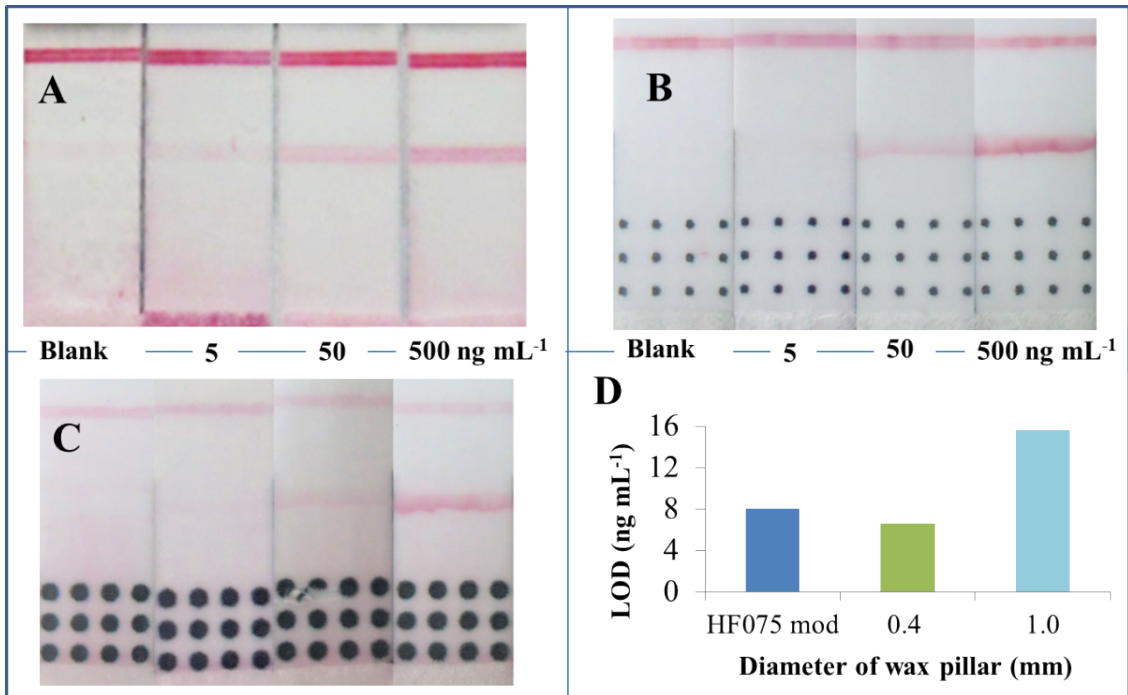 A
B
Blank 5 50 500 ng mL⁻¹
Blank 5 50 500 ng mL⁻¹
C
D
LOD (ng mL⁻¹)
16
12
8
4
0
HF075 mod 0.4 1.0
Diameter of wax pillar (mm)